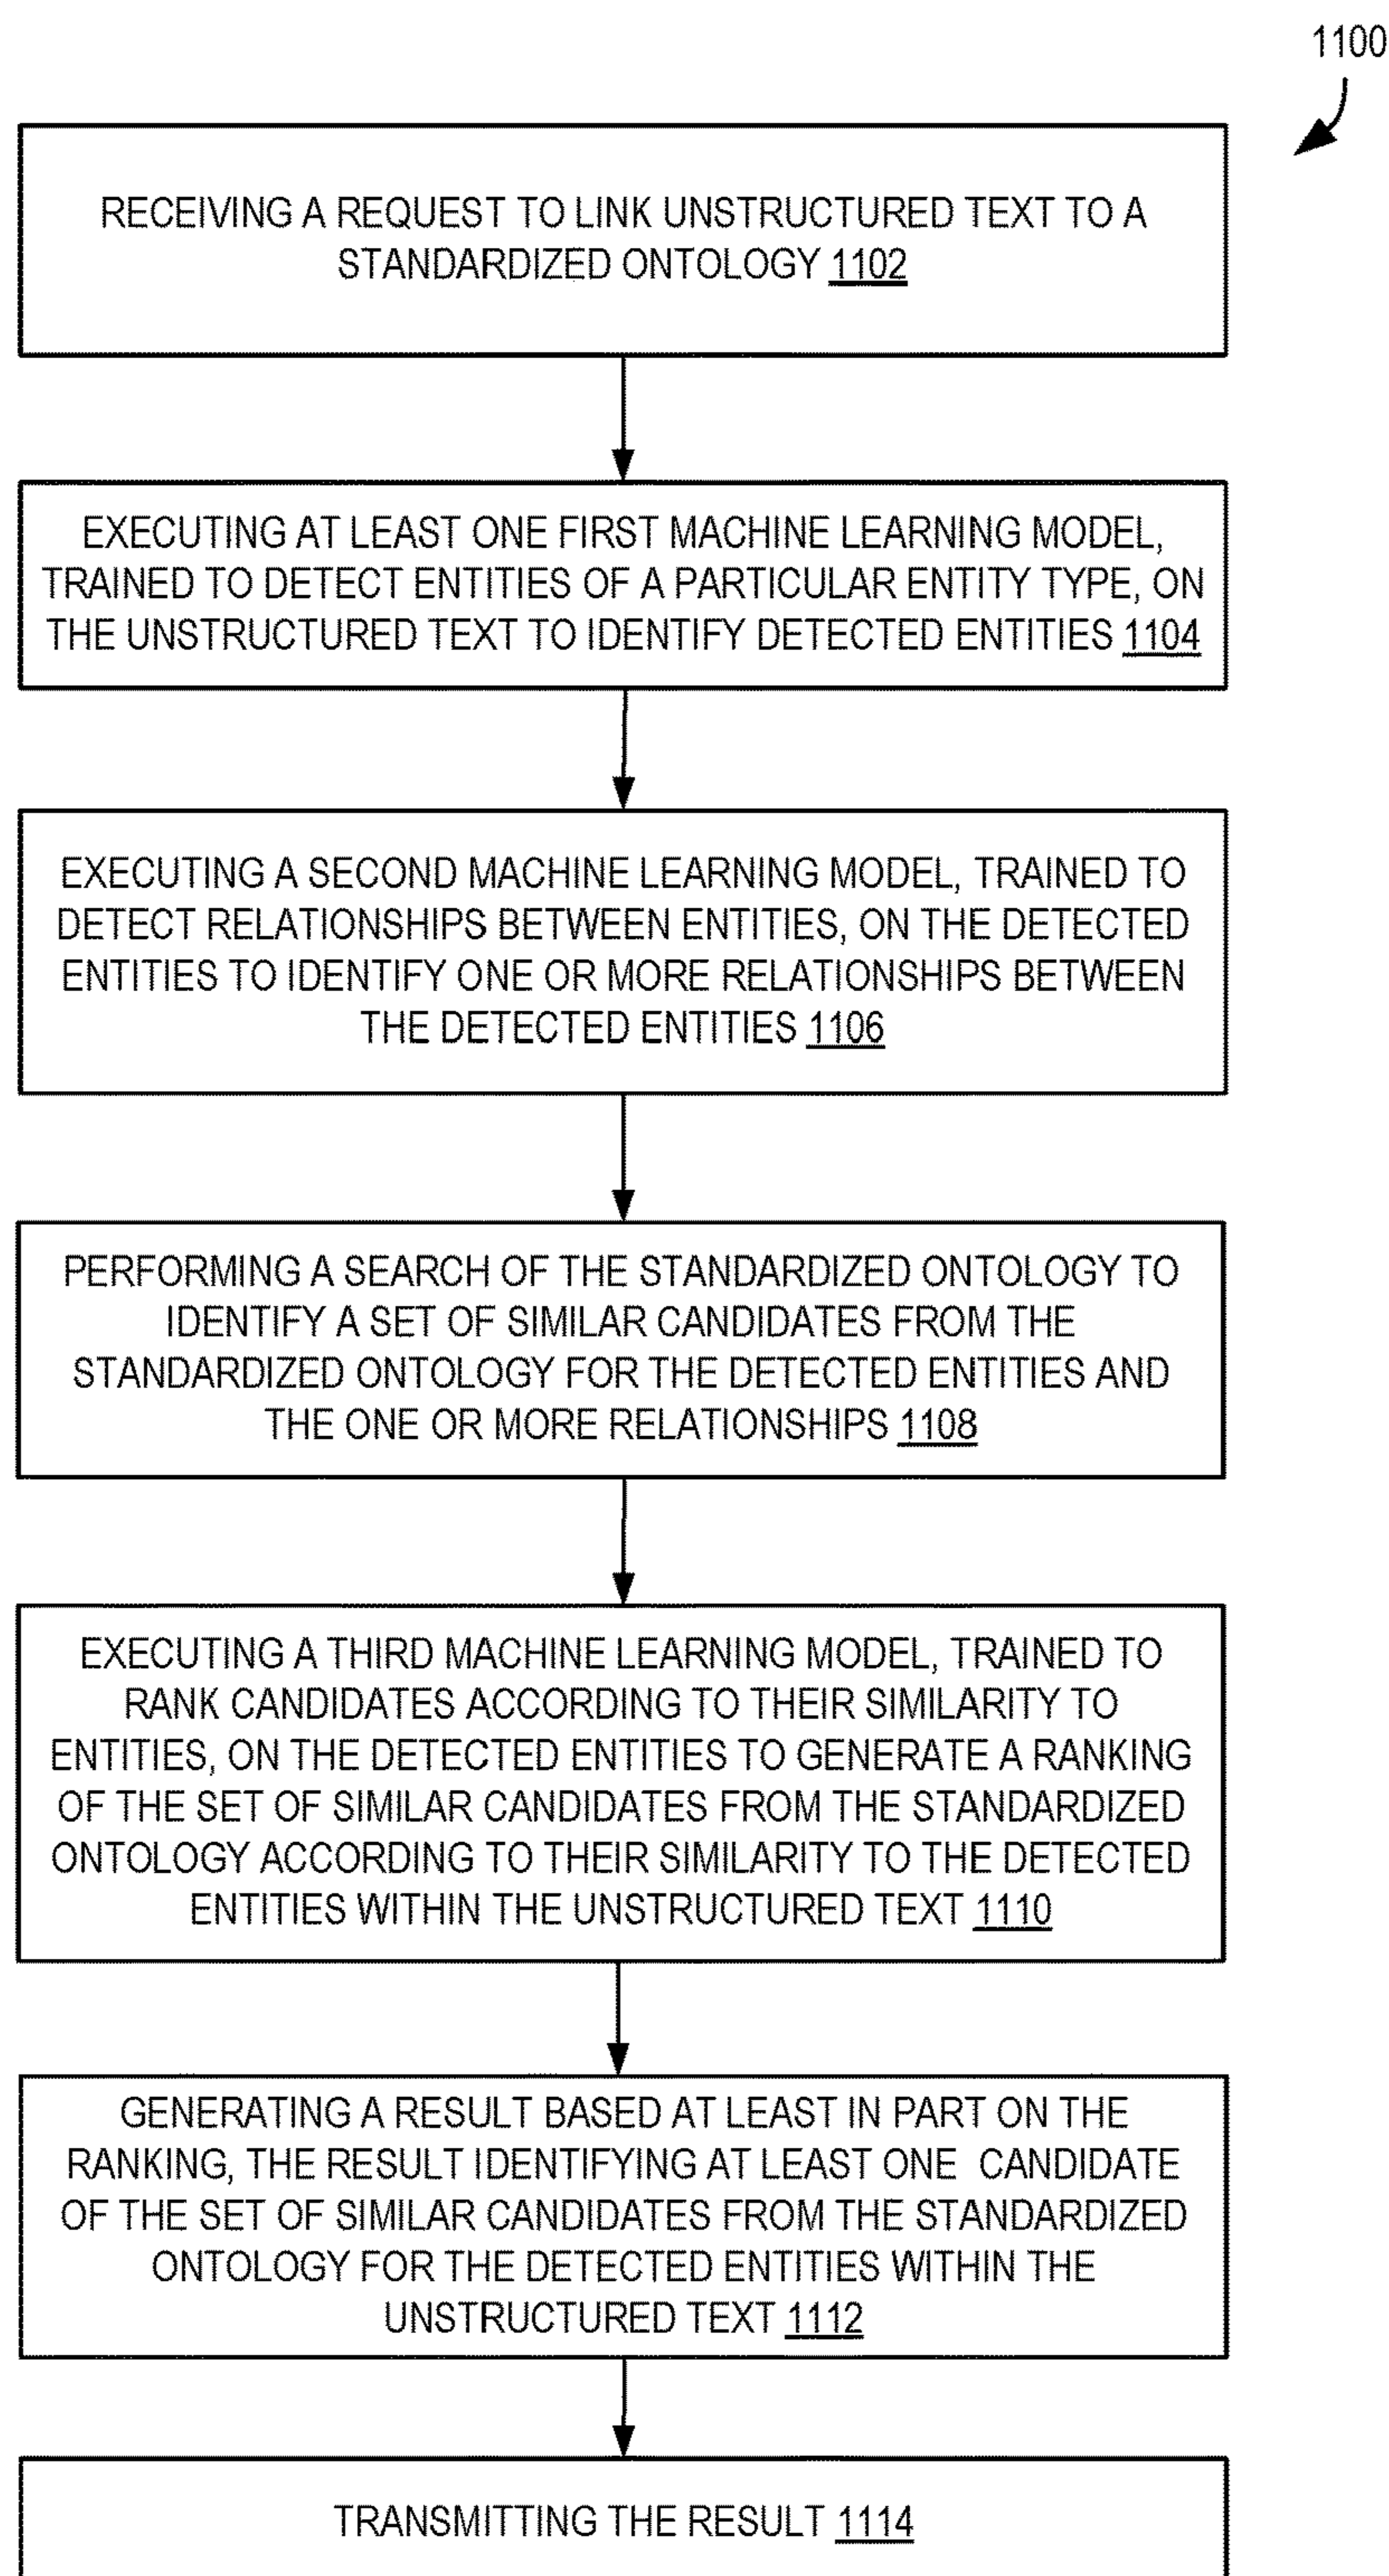 1100
RECEIVING A REQUEST TO LINK UNSTRUCTURED TEXT TO A
STANDARDIZED ONTOLOGY 1102
EXECUTING AT LEAST ONE FIRST MACHINE LEARNING MODEL,
TRAINED TO DETECT ENTITIES OF A PARTICULAR ENTITY TYPE, ON
THE UNSTRUCTURED TEXT TO IDENTIFY DETECTED ENTITIES 1104
EXECUTING A SECOND MACHINE LEARNING MODEL, TRAINED TO
DETECT RELATIONSHIPS BETWEEN ENTITIES, ON THE DETECTED
ENTITIES TO IDENTIFY ONE OR MORE RELATIONSHIPS BETWEEN
THE DETECTED ENTITIES 1106
PERFORMING A SEARCH OF THE STANDARDIZED ONTOLOGY TO
IDENTIFY A SET OF SIMILAR CANDIDATES FROM THE
STANDARDIZED ONTOLOGY FOR THE DETECTED ENTITIES AND
THE ONE OR MORE RELATIONSHIPS 1108
EXECUTING A THIRD MACHINE LEARNING MODEL, TRAINED TO
RANK CANDIDATES ACCORDING TO THEIR SIMILARITY TO
ENTITIES, ON THE DETECTED ENTITIES TO GENERATE A RANKING
OF THE SET OF SIMILAR CANDIDATES FROM THE STANDARDIZED
ONTOLOGY ACCORDING TO THEIR SIMILARITY TO THE DETECTED
ENTITIES WITHIN THE UNSTRUCTURED TEXT 1110
GENERATING A RESULT BASED AT LEAST IN PART ON THE
RANKING, THE RESULT IDENTIFYING AT LEAST ONE CANDIDATE
OF THE SET OF SIMILAR CANDIDATES FROM THE STANDARDIZED
ONTOLOGY FOR THE DETECTED ENTITIES WITHIN THE
UNSTRUCTURED TEXT 1112
TRANSMITTING THE RESULT 1114